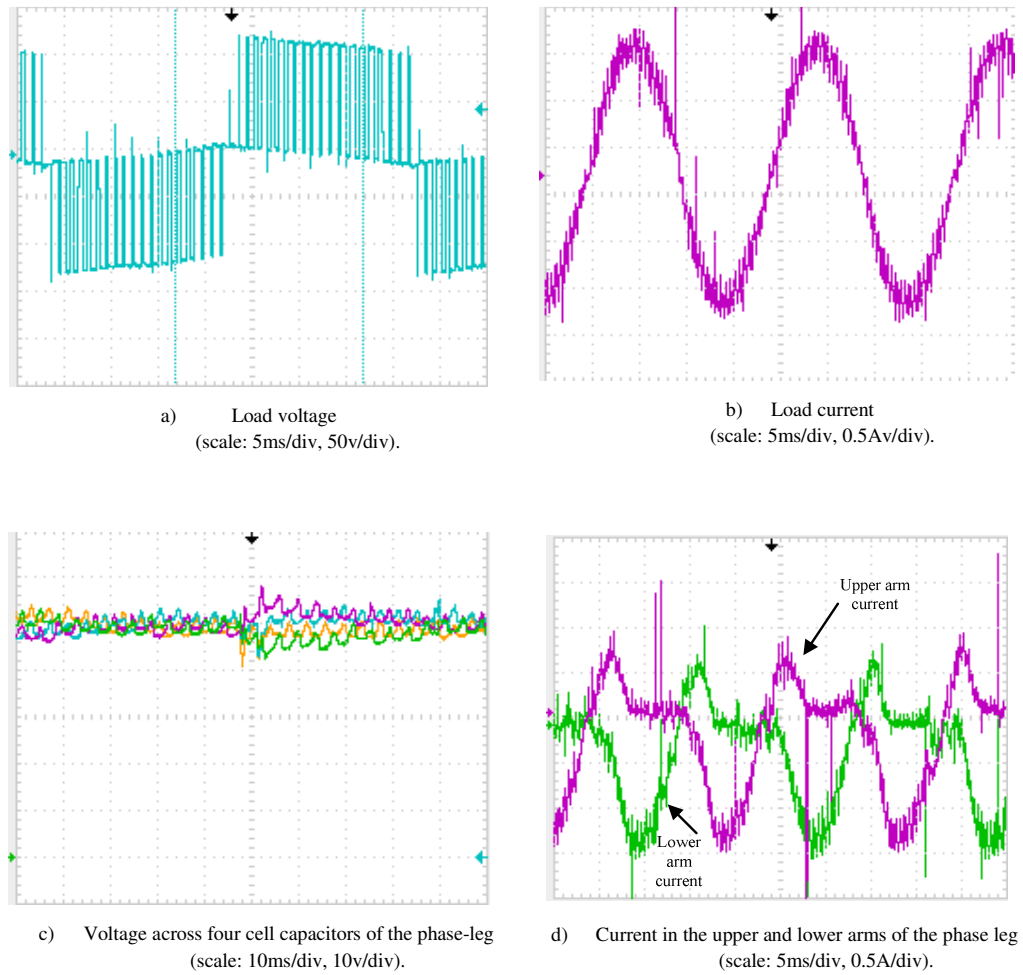 a) Load voltage
(scale: 5ms/div, 50v/div).
b) Load current
(scale: 5ms/div, 0.5Av/div).
Upper arm
current
Lower
arm
current
c) Voltage across four cell capacitors of the phase-leg
(scale: 10ms/div, 10v/div).
d) Current in the upper and lower arms of the phase leg
(scale: 5ms/div, 0.5A/div).